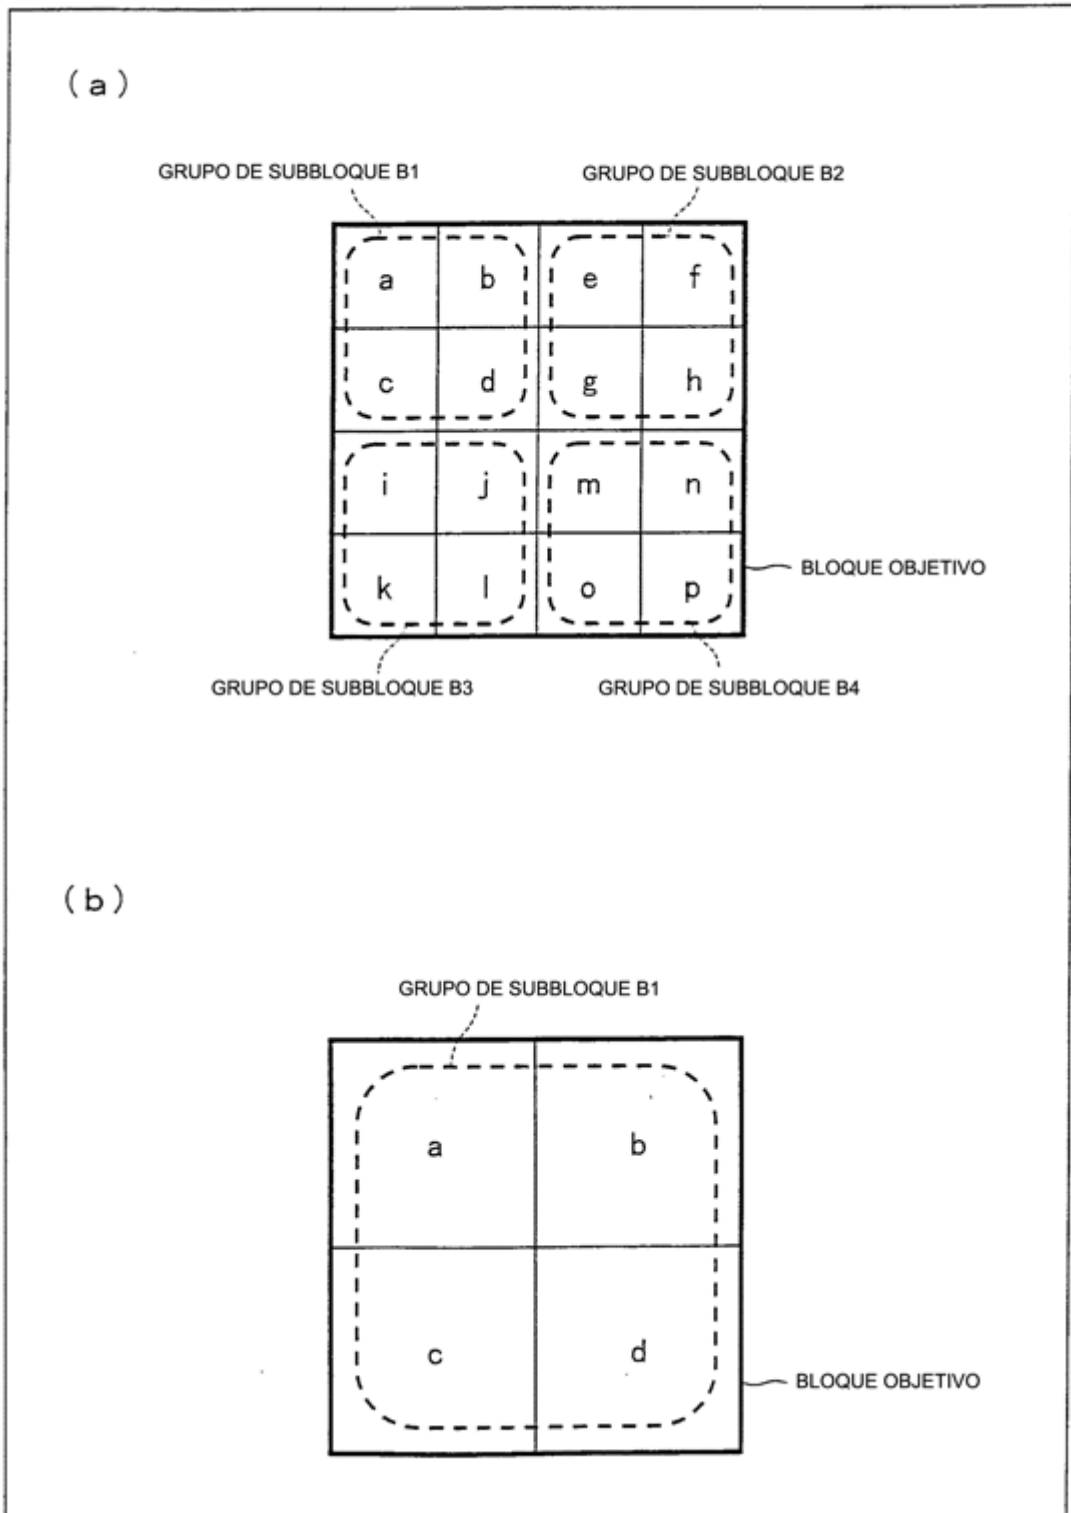 (a)
GRUPO DE SUBBLOQUE B1
GRUPO DE SUBBLOQUE B2
a b e f
c d g h
i j m n
k l o p
BLOQUE OBJETIVO
GRUPO DE SUBBLOQUE B3
GRUPO DE SUBBLOQUE B4
(b)
GRUPO DE SUBBLOQUE B1
a b
c d
BLOQUE OBJETIVO